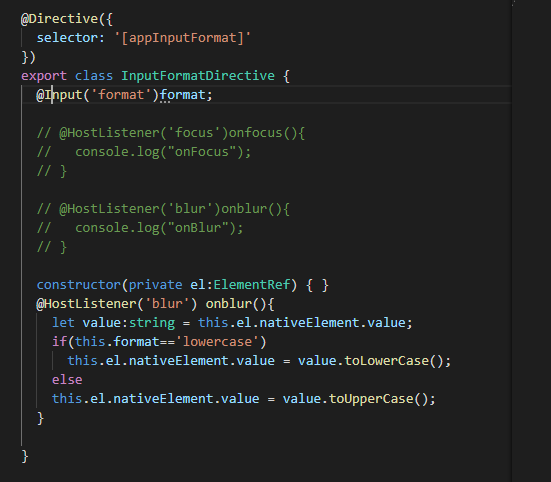 @Directive({
  selector: '[appInputFormat]'
})
export class InputFormatDirective {
  @Input('format')format;
  // @HostListener('focus')onfocus(){
  //   console.log("onFocus");
  // }
  // @HostListener('blur')onblur(){
  //   console.log("onBlur");
  // }
  constructor(private el:ElementRef) { }
  @HostListener('blur') onblur(){
    let value:string = this.el.nativeElement.value;
    if(this.format=='lowercase')
      this.el.nativeElement.value = value.toLowerCase();
    else
    this.el.nativeElement.value = value.toUpperCase();
  }
}